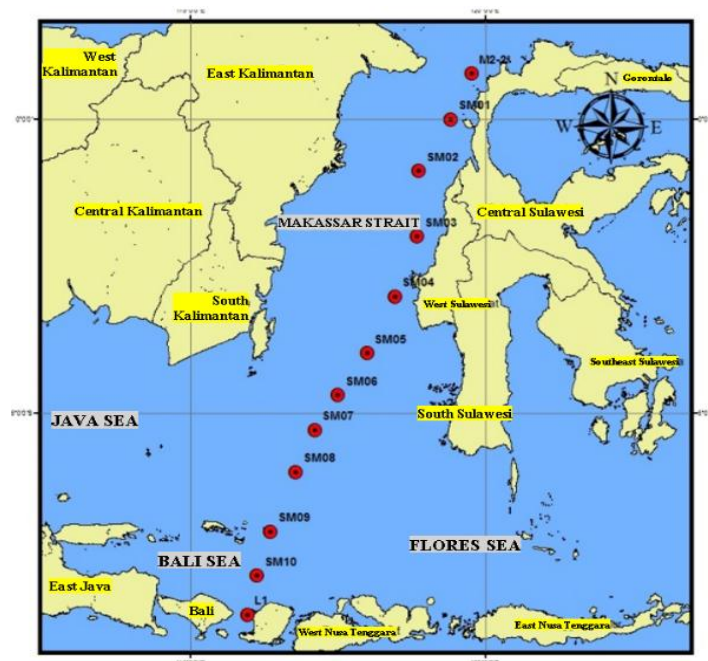 West
Kalimantan
East Kalimantan
M2-2
Gorontalo
N
W
E
S
SM01
0°0'
SM02
Central Kalimantan
MAKASSAR STRAIT
SM03
Central Sulawesi
South
Kalimantan
SM04
West Sulawesi
SM05
Southeast Sulawesi
SM06
JAVA SEA
SM07
South Sulawesi
SM08
SM09
BALI SEA
FLORES SEA
SM10
East Java
Bali
L1
West Nusa Tenggara
East Nusa Tenggara